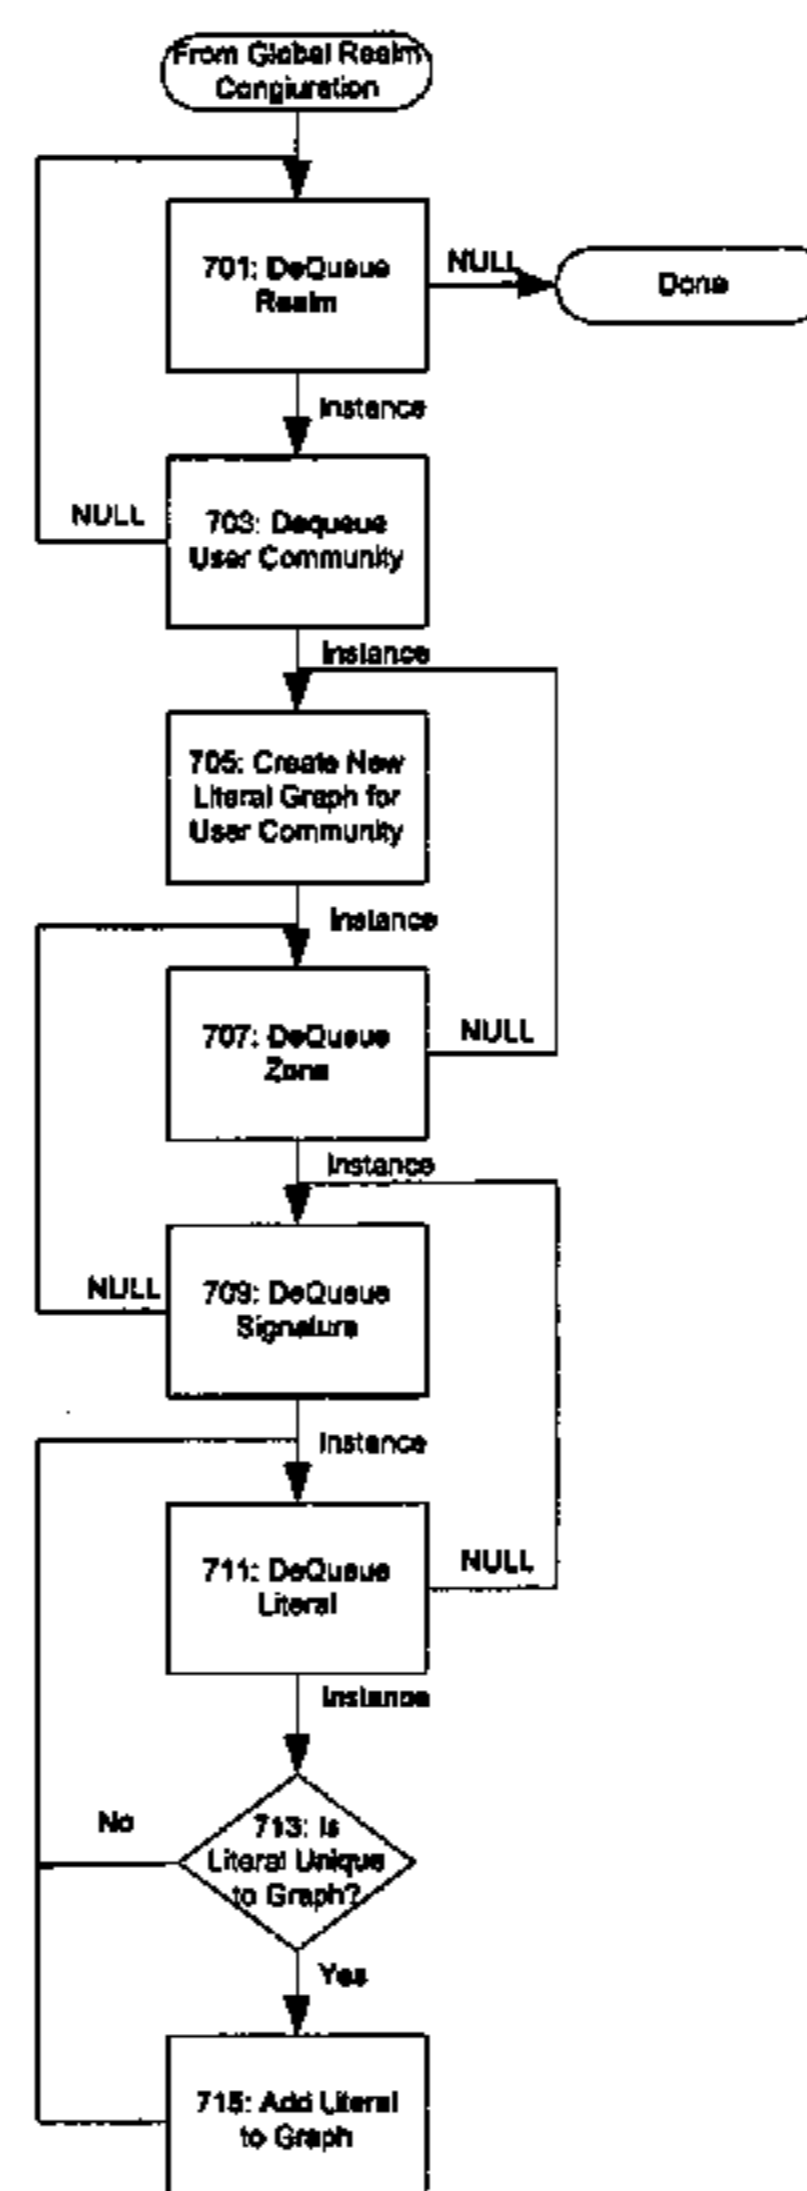 From Global Realm
Congiuration
701: DeQueue
Realm
NULL
Done
Instance
NULL
703: Dequeue
User Community
Instance
705: Create New
Literal Graph for
User Community
Instance
707: DeQueue
Zone
NULL
Instance
NULL
709: DeQueue
Signature
Instance
711: DeQueue
Literal
NULL
Instance
No
713: Is
Literal Unique
to Graph?
Yes
715: Add Literal
to Graph